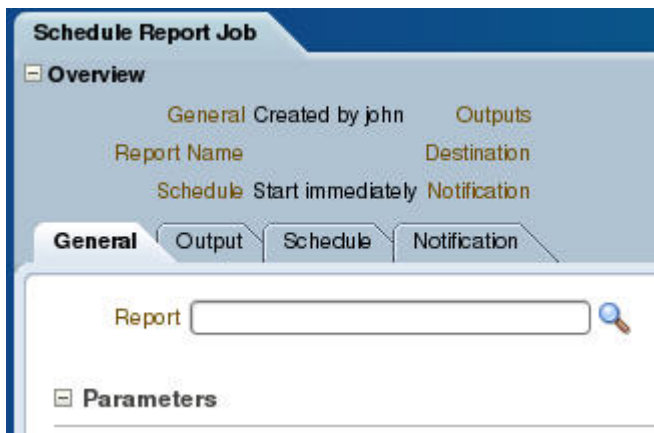 Schedule Report Job
Overview
General Created by john Outputs
Report Name Destination
Schedule Start immediately Notification
General Output Schedule Notification
Report
Parameters